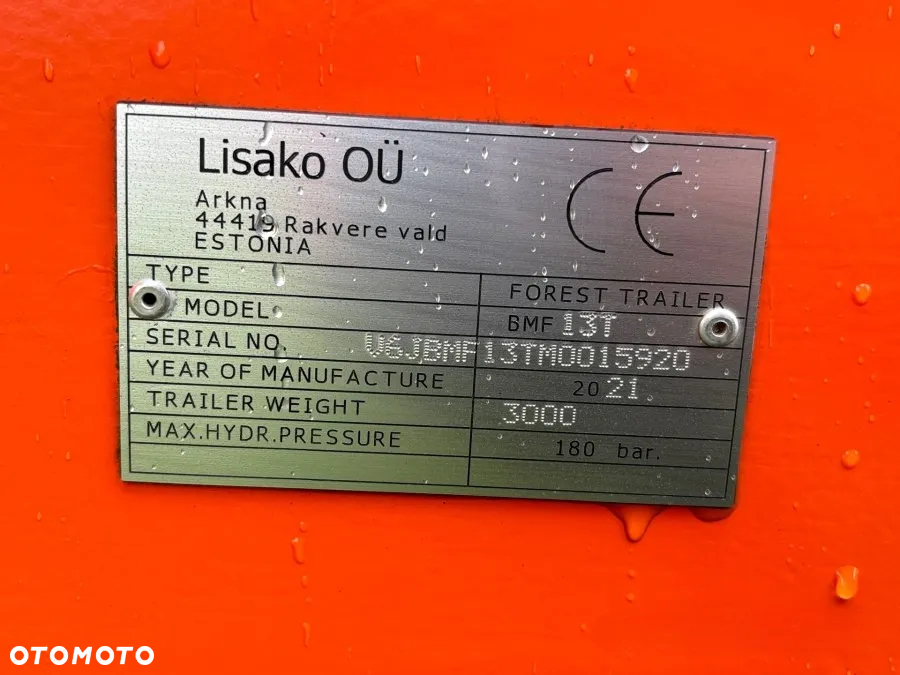 Lisako OÜ
Arkna
44419 Rakvere vald
ESTONIA
CE
TYPE FOREST TRAILER
MODEL BMF 13T
SERIAL NO. V6JBMF13TM0015920
YEAR OF MANUFACTURE 2021
TRAILER WEIGHT 3000
MAX.HYDR.PRESSURE 180 bar.
OTOMOTO